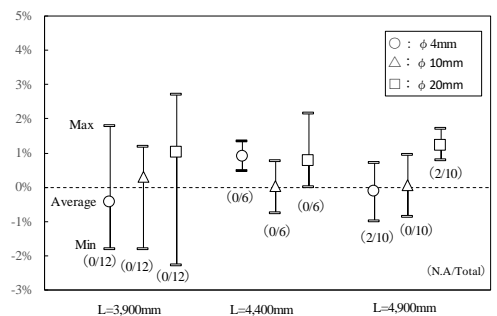 5%
4%
3%
2%
1%
0%
-1%
-2%
-3%
○： φ 4mm
△： φ 10mm
□： φ 20mm
Max
Average
Min
(0/12)
(0/12)
(0/12)
(0/6)
(0/6)
(0/6)
(2/10)
(0/10)
(2/10)
(N.A/Total)
L=3,900mm
L=4,400mm
L=4,900mm